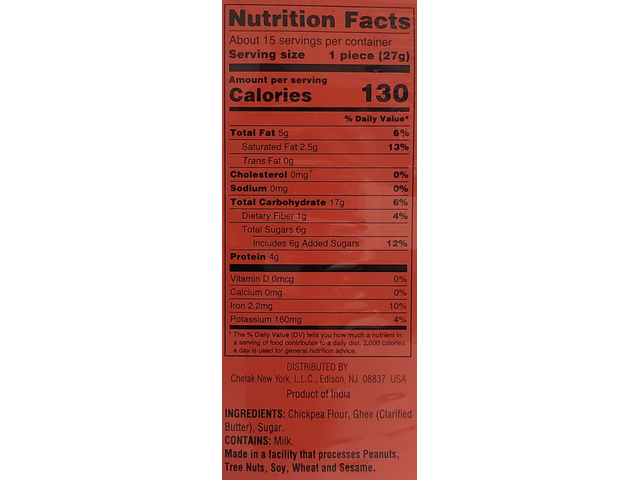 Nutrition Facts
About 15 servings per container
Serving size 1 piece (27g)
Amount per serving
Calories 130
% Daily Value*
Total Fat 5g 6%
Saturated Fat 2.5g 13%
Trans Fat 0g
Cholesterol 0mg 0%
Sodium 0mg 0%
Total Carbohydrate 17g 6%
Dietary Fiber 1g 4%
Total Sugars 6g
Includes 6g Added Sugars 12%
Protein 4g
Vitamin D 0mcg 0%
Calcium 0mg 0%
Iron 2.2mg 10%
Potassium 160mg 4%
* The % Daily Value (DV) tells you how much a nutrient in
a serving of food contributes to a daily diet. 2,000 calories
a day is used for general nutrition advice.
DISTRIBUTED BY
Chetak New York, L.L.C., Edison, NJ 08837 USA
Product of India
INGREDIENTS: Chickpea Flour, Ghee (Clarified
Butter), Sugar.
CONTAINS: Milk.
Made in a facility that processes Peanuts,
Tree Nuts, Soy, Wheat and Sesame.